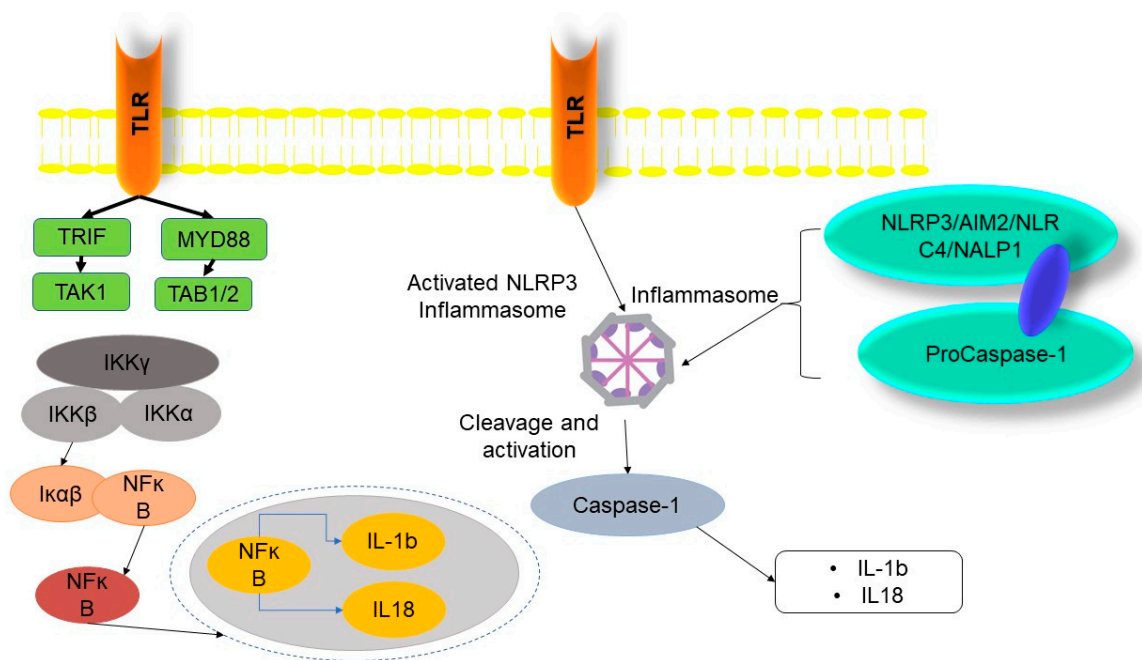 TLR
TLR
TRIF
MYD88
TAK1
TAB1/2
IKKγ
IKKβ
IKKα
Iκαβ
NFκ
B
NFκ
B
NFκ
B
IL-1b
IL18
Activated NLRP3
Inflammasome
Inflammasome
NLRP3/AIM2/NLR
C4/NALP1
ProCaspase-1
Cleavage and
activation
Caspase-1
• IL-1b
• IL18